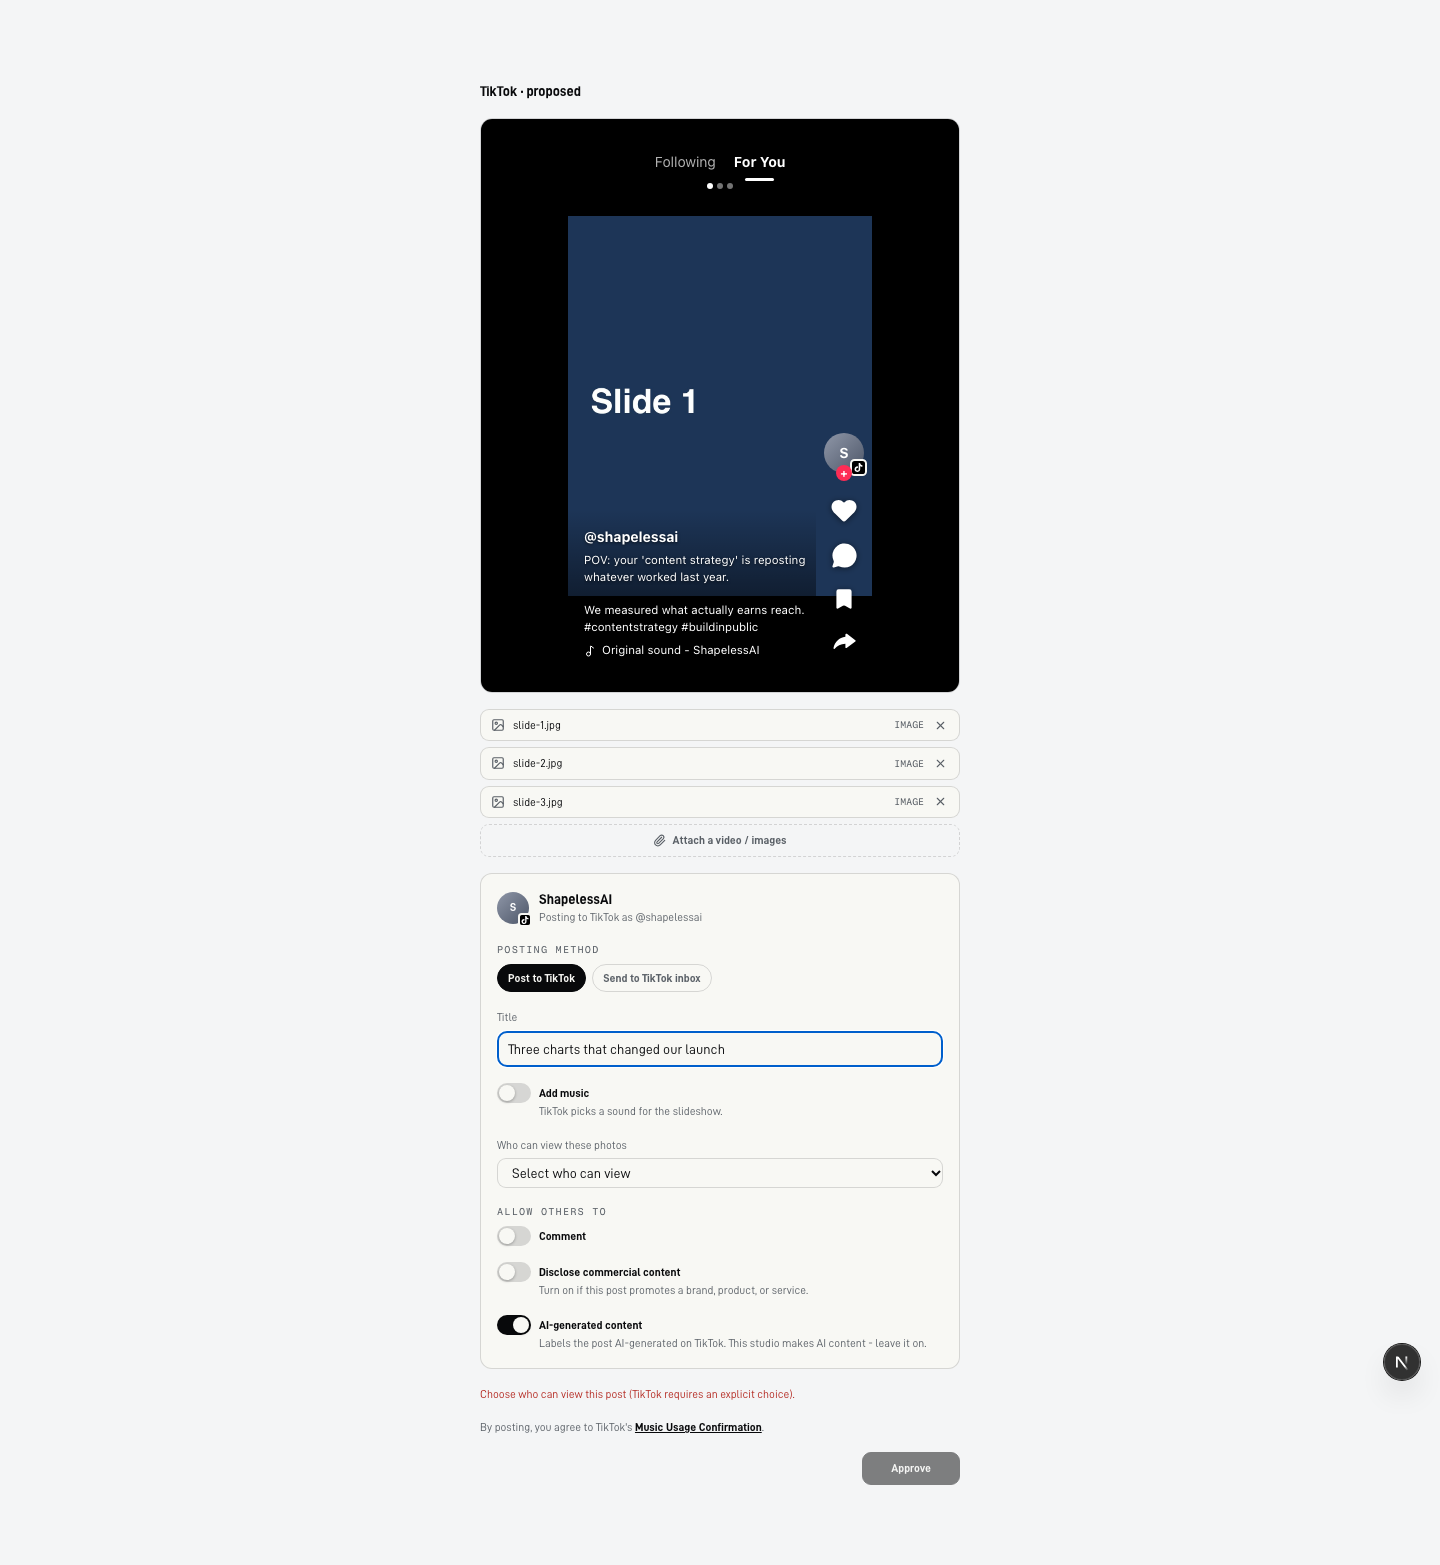 TikTok · proposed
Following For You
Slide 1
S
@shapelessai
POV: your 'content strategy' is reposting
whatever worked last year.
We measured what actually earns reach.
#contentstrategy #buildinpublic
Original sound - ShapelessAI
slide-1.jpg IMAGE
slide-2.jpg IMAGE
slide-3.jpg IMAGE
Attach a video / images
S
ShapelessAI
Posting to TikTok as @shapelessai
POSTING METHOD
Post to TikTok Send to TikTok inbox
Title
Three charts that changed our launch
Add music
TikTok picks a sound for the slideshow.
Who can view these photos
Select who can view
ALLOW OTHERS TO
Comment
Disclose commercial content
Turn on if this post promotes a brand, product, or service.
AI-generated content
Labels the post AI-generated on TikTok. This studio makes AI content - leave it on.
N
Choose who can view this post (TikTok requires an explicit choice).
By posting, you agree to TikTok's Music Usage Confirmation.
Approve